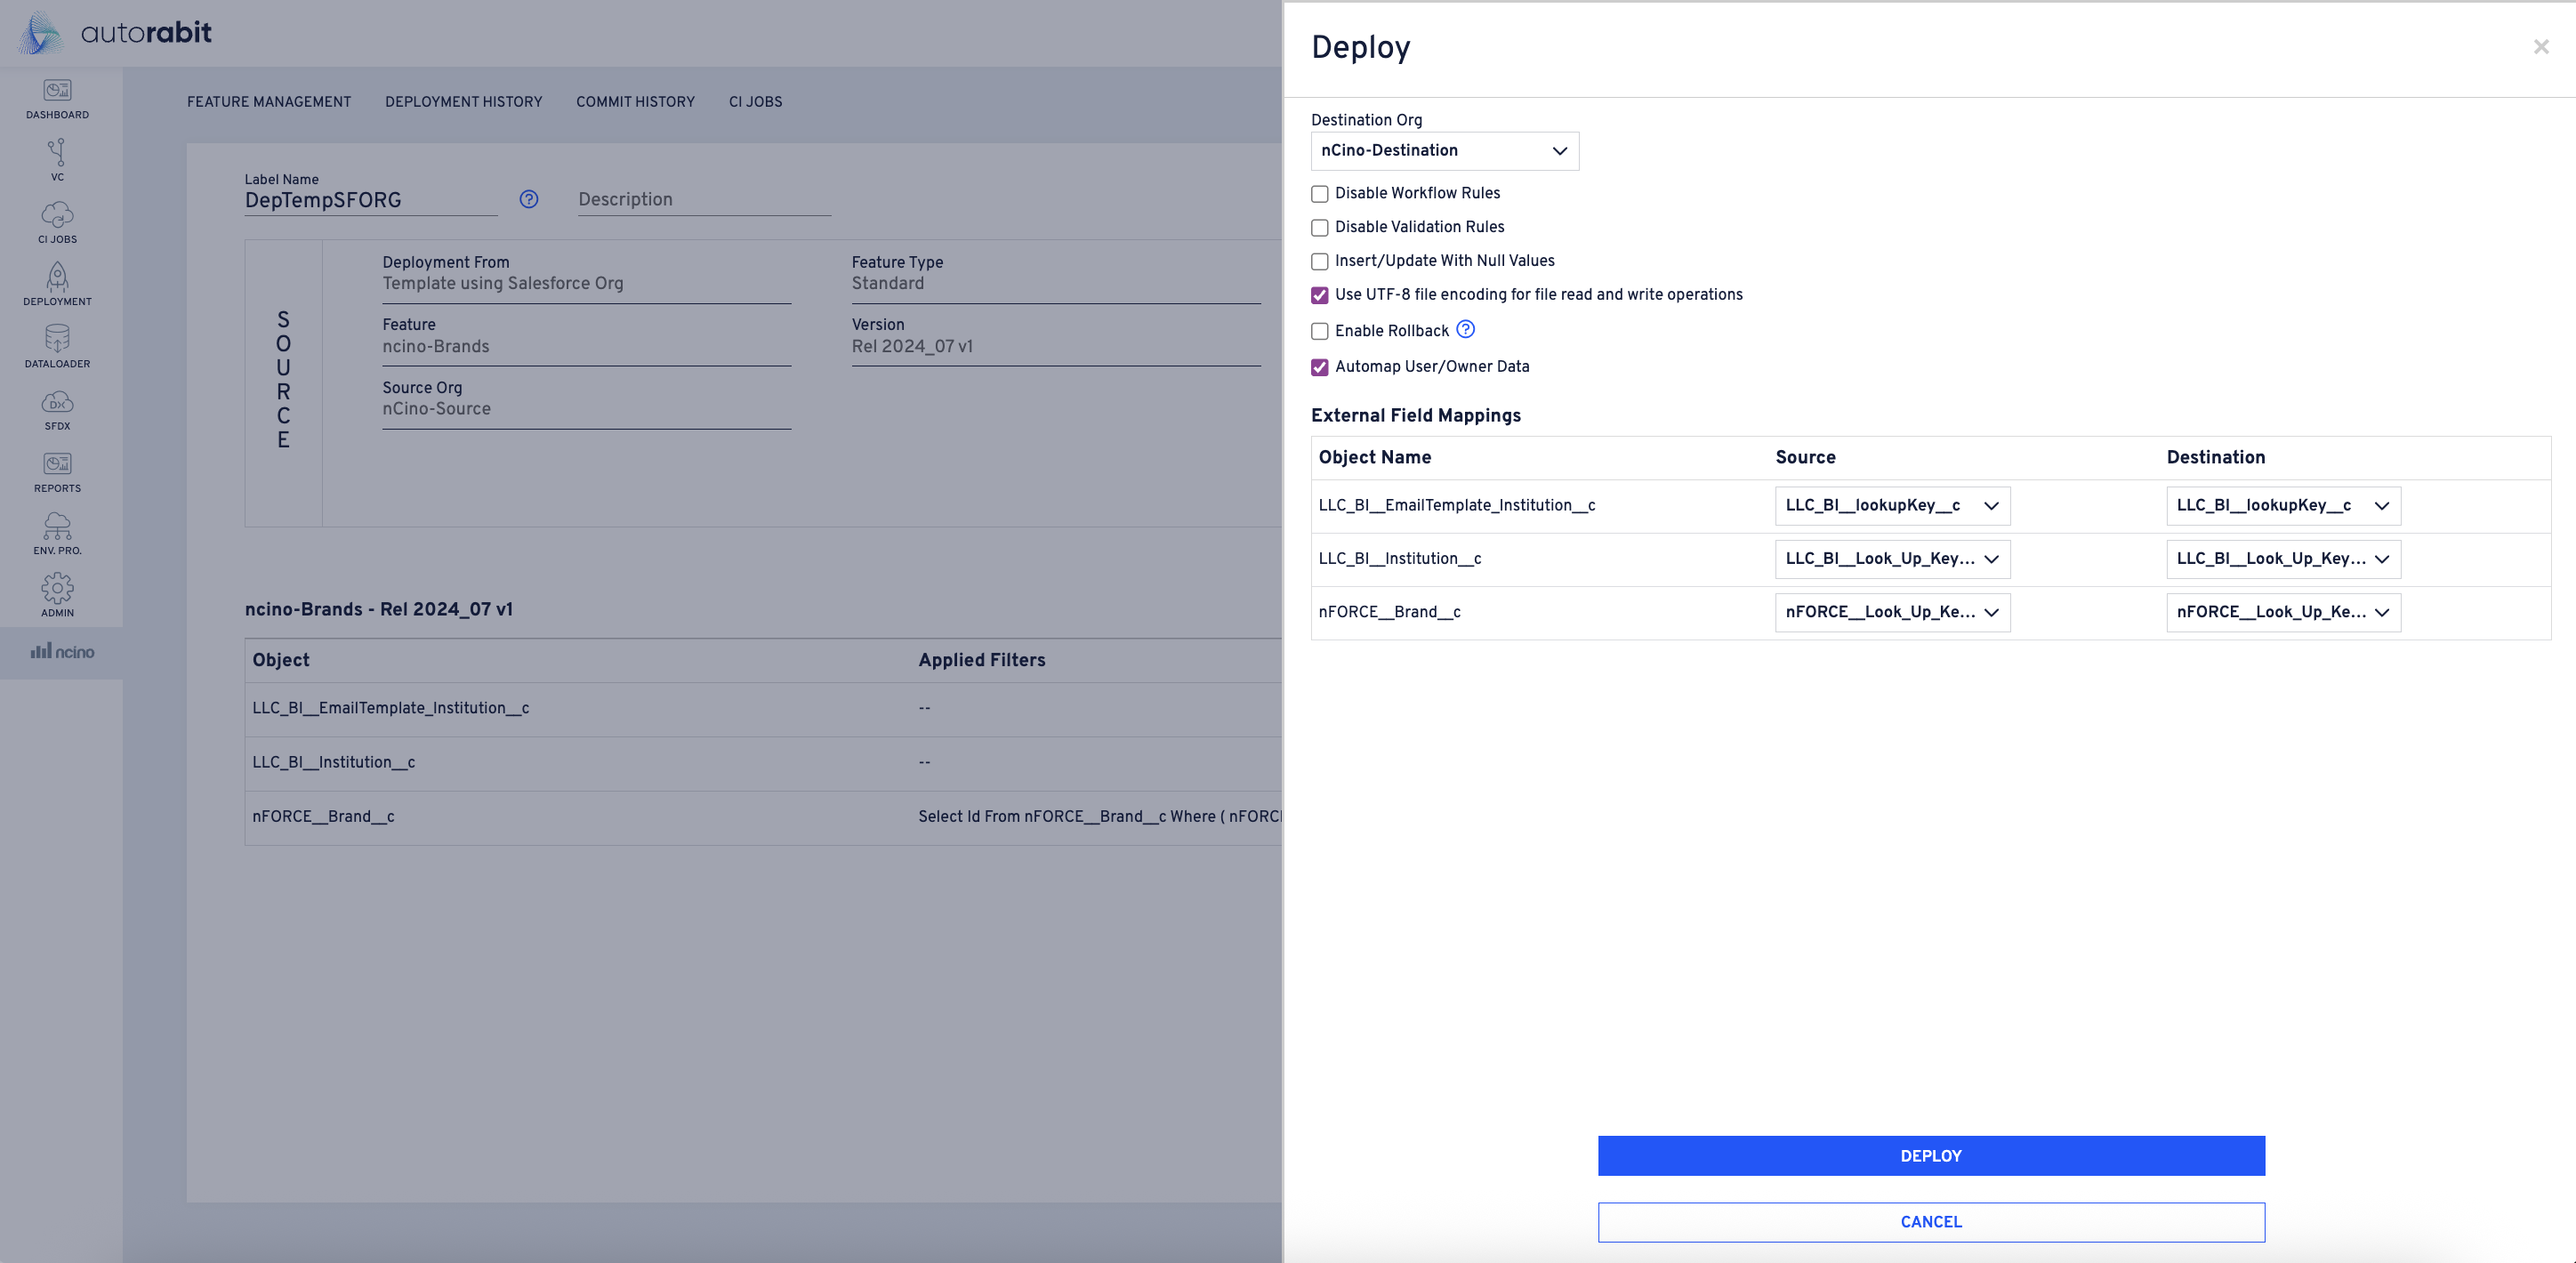 autorabit
DASHBOARD
VC
CI JOBS
DEPLOYMENT
DATALOADER
DX
SFDX
REPORTS
ENV. PRO.
ADMIN
ncino
FEATURE MANAGEMENT DEPLOYMENT HISTORY COMMIT HISTORY CI JOBS
Label Name
DepTempSFORG ? Description
SOURCE
Deployment From Feature Type
Template using Salesforce Org Standard
Feature Version
ncino-Brands Rel 2024_07 v1
Source Org
nCino-Source
ncino-Brands - Rel 2024_07 v1
Object Applied Filters
LLC_BI__EmailTemplate_Institution__c --
LLC_BI__Institution__c --
nFORCE__Brand__c Select Id From nFORCE__Brand__c Where ( nFORC
Deploy ×
Destination Org
nCino-Destination
Disable Workflow Rules
Disable Validation Rules
Insert/Update With Null Values
Use UTF-8 file encoding for file read and write operations
Enable Rollback ?
Automap User/Owner Data
External Field Mappings
Object Name Source Destination
LLC_BI__EmailTemplate_Institution__c LLC_BI__lookupKey__c LLC_BI__lookupKey__c
LLC_BI__Institution__c LLC_BI__Look_Up_Key... LLC_BI__Look_Up_Key...
nFORCE__Brand__c nFORCE__Look_Up_Ke... nFORCE__Look_Up_Ke...
DEPLOY
CANCEL